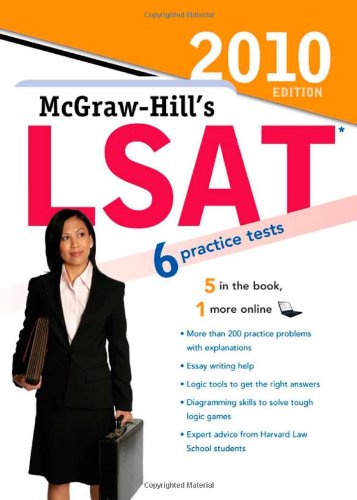 2010
EDITION
McGraw-Hill's
LSAT*
6 practice tests
5 in the book,
1 more online
• More than 200 practice problems
with explanations
• Essay writing help
• Logic tools to get the right answers
• Diagramming skills to solve tough
logic games
• Expert advice from Harvard Law
School students
Copyrighted Material